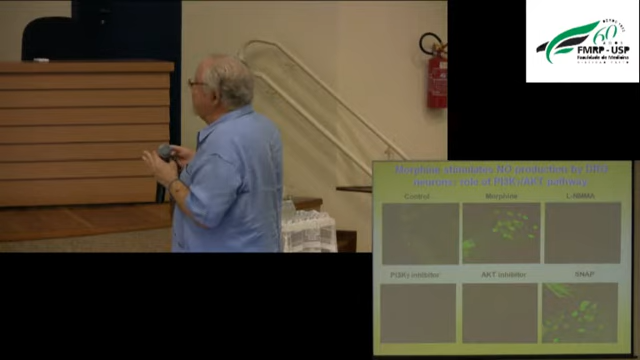 60
FMRP - USP
Faculdade de Medicina
Morphine stimulates NO production by DRG
neurons: role of PI3Kγ/AKT pathway
Control
Morphine
L-NMMA
PI3Kγ inhibitor
AKT inhibitor
SNAP